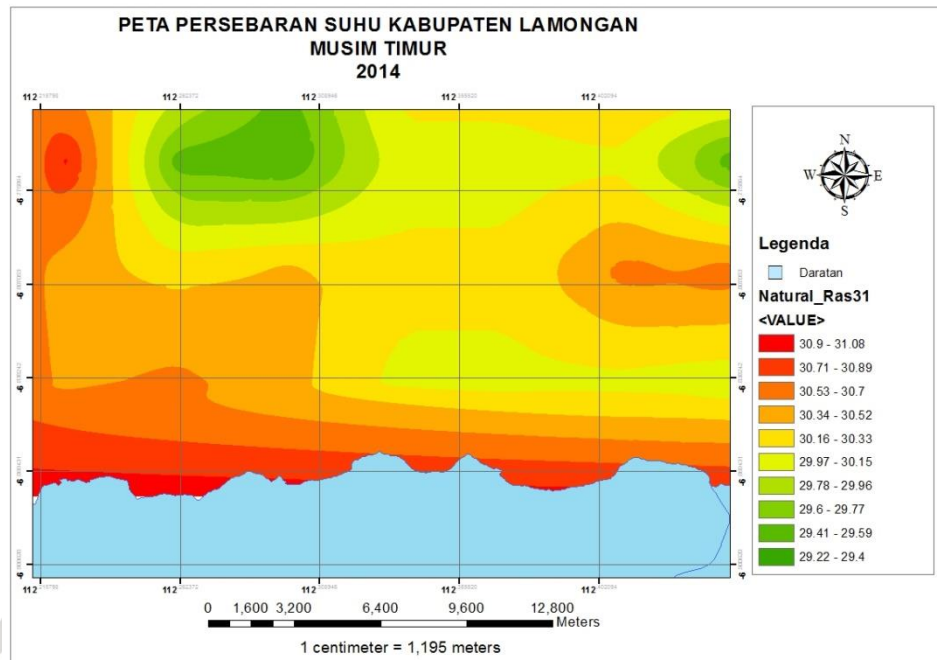 PETA PERSEBARAN SUHU KABUPATEN LAMONGAN
MUSIM TIMUR
2014
112 112 112 112 112
-6
-6
-6
-6
-6
112 112 112 112 112
N
W E
S
Legenda
Daratan
Natural_Ras31
<VALUE>
30.9 - 31.08
30.71 - 30.89
30.53 - 30.7
30.34 - 30.52
30.16 - 30.33
29.97 - 30.15
29.78 - 29.96
29.6 - 29.77
29.41 - 29.59
29.22 - 29.4
0 1,600 3,200 6,400 9,600 12,800
Meters
1 centimeter = 1,195 meters